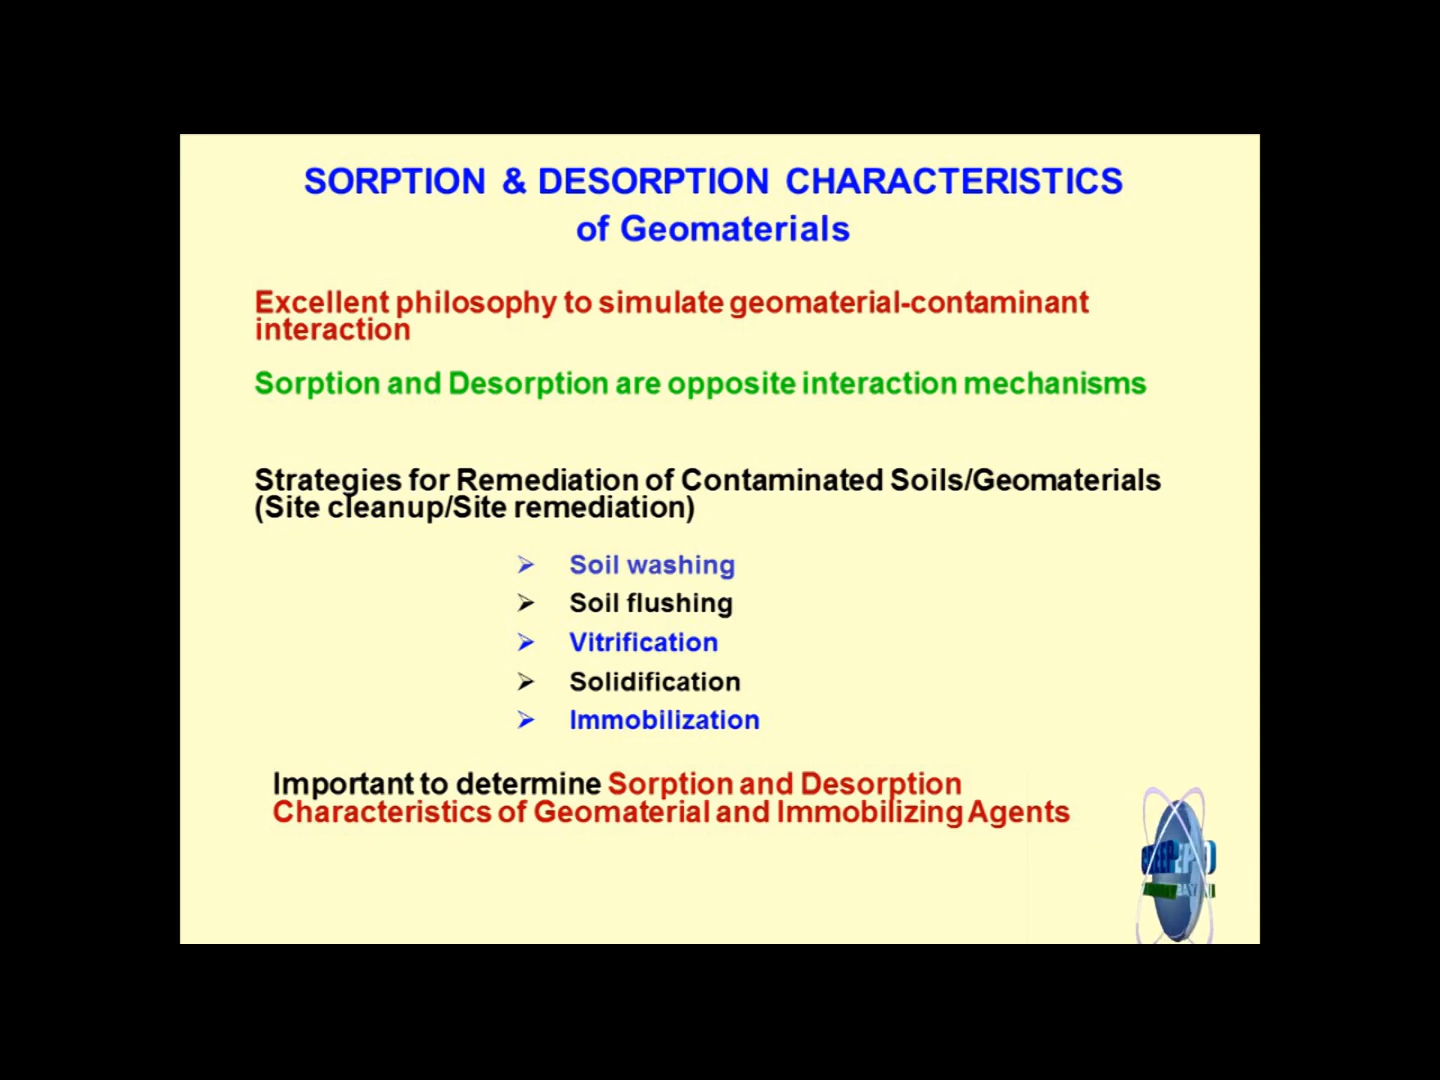 SORPTION & DESORPTION CHARACTERISTICS
of Geomaterials
Excellent philosophy to simulate geomaterial-contaminant
interaction
Sorption and Desorption are opposite interaction mechanisms
Strategies for Remediation of Contaminated Soils/Geomaterials
(Site cleanup/Site remediation)
➢ Soil washing
➢ Soil flushing
➢ Vitrification
➢ Solidification
➢ Immobilization
Important to determine Sorption and Desorption
Characteristics of Geomaterial and Immobilizing Agents